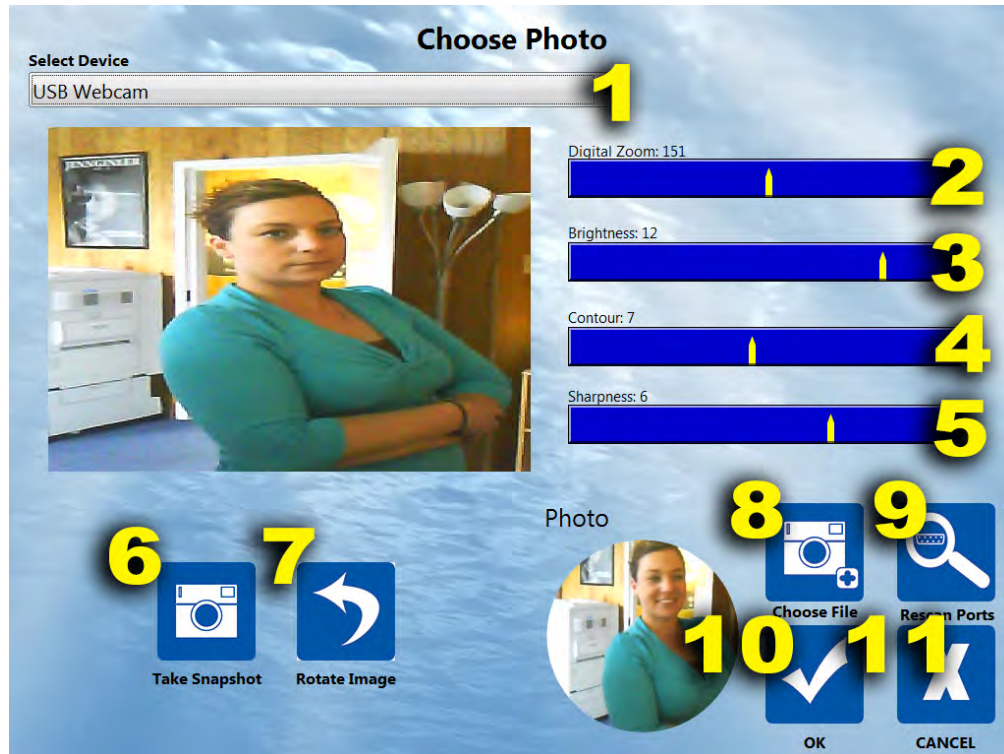 Choose Photo
Select Device
USB Webcam
1
Digital Zoom: 151
2
Brightness: 12
3
Contour: 7
4
Sharpness: 6
5
Photo
6
7
8
9
Take Snapshot
Rotate Image
Choose File
Rescan Ports
10
11
OK
CANCEL